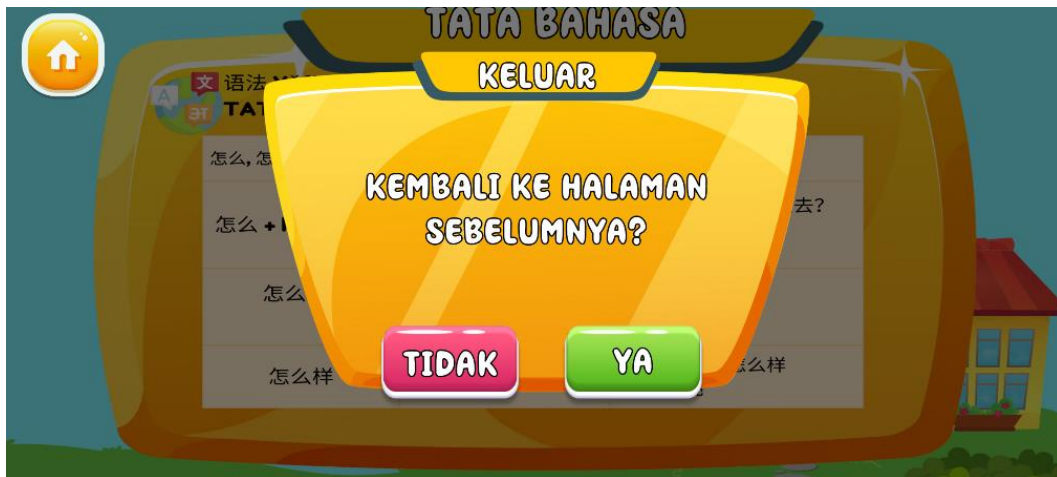 TATA BAHASA
KELUAR
文 语法
A
KEMBALI KE HALAMAN
SEBELUMNYA?
怎么, 怎
怎么 +
去?
怎么
怎么样
么样
TIDAK
YA